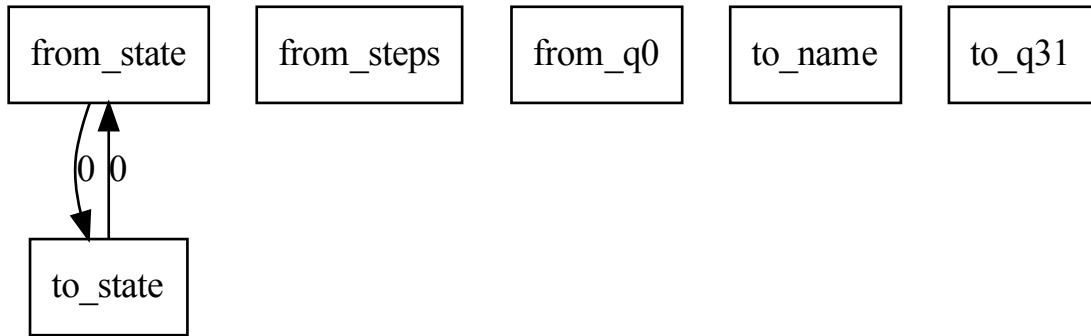 from_state
from_steps
from_q0
to_name
to_q31
0
0
to_state